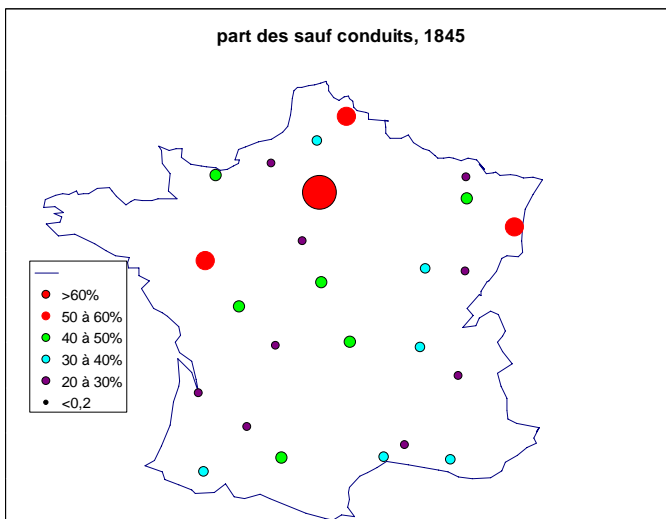 part des sauf conduits, 1845
>60%
50 à 60%
40 à 50%
30 à 40%
20 à 30%
<0,2